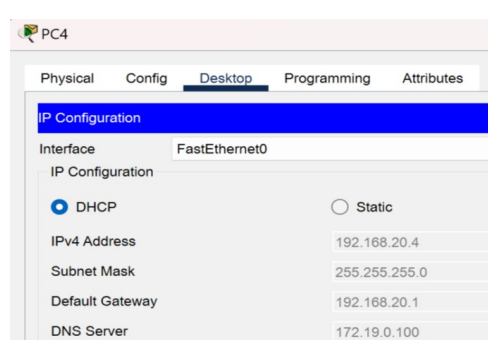 PC4
Physical Config Desktop Programming Attributes
IP Configuration
Interface FastEthernet0
IP Configuration
DHCP Static
IPv4 Address 192.168.20.4
Subnet Mask 255.255.255.0
Default Gateway 192.168.20.1
DNS Server 172.19.0.100